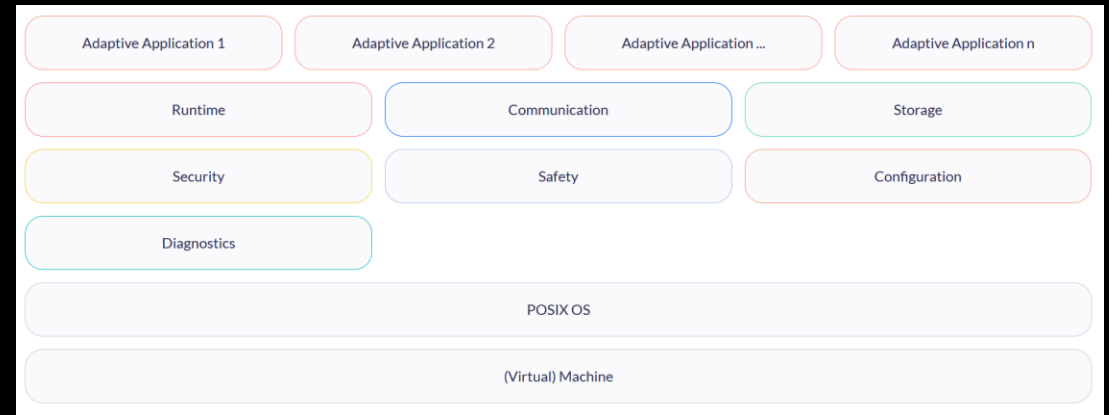 Adaptive Application 1
Adaptive Application 2
Adaptive Application ...
Adaptive Application n
Runtime
Communication
Storage
Security
Safety
Configuration
Diagnostics
POSIX OS
(Virtual) Machine